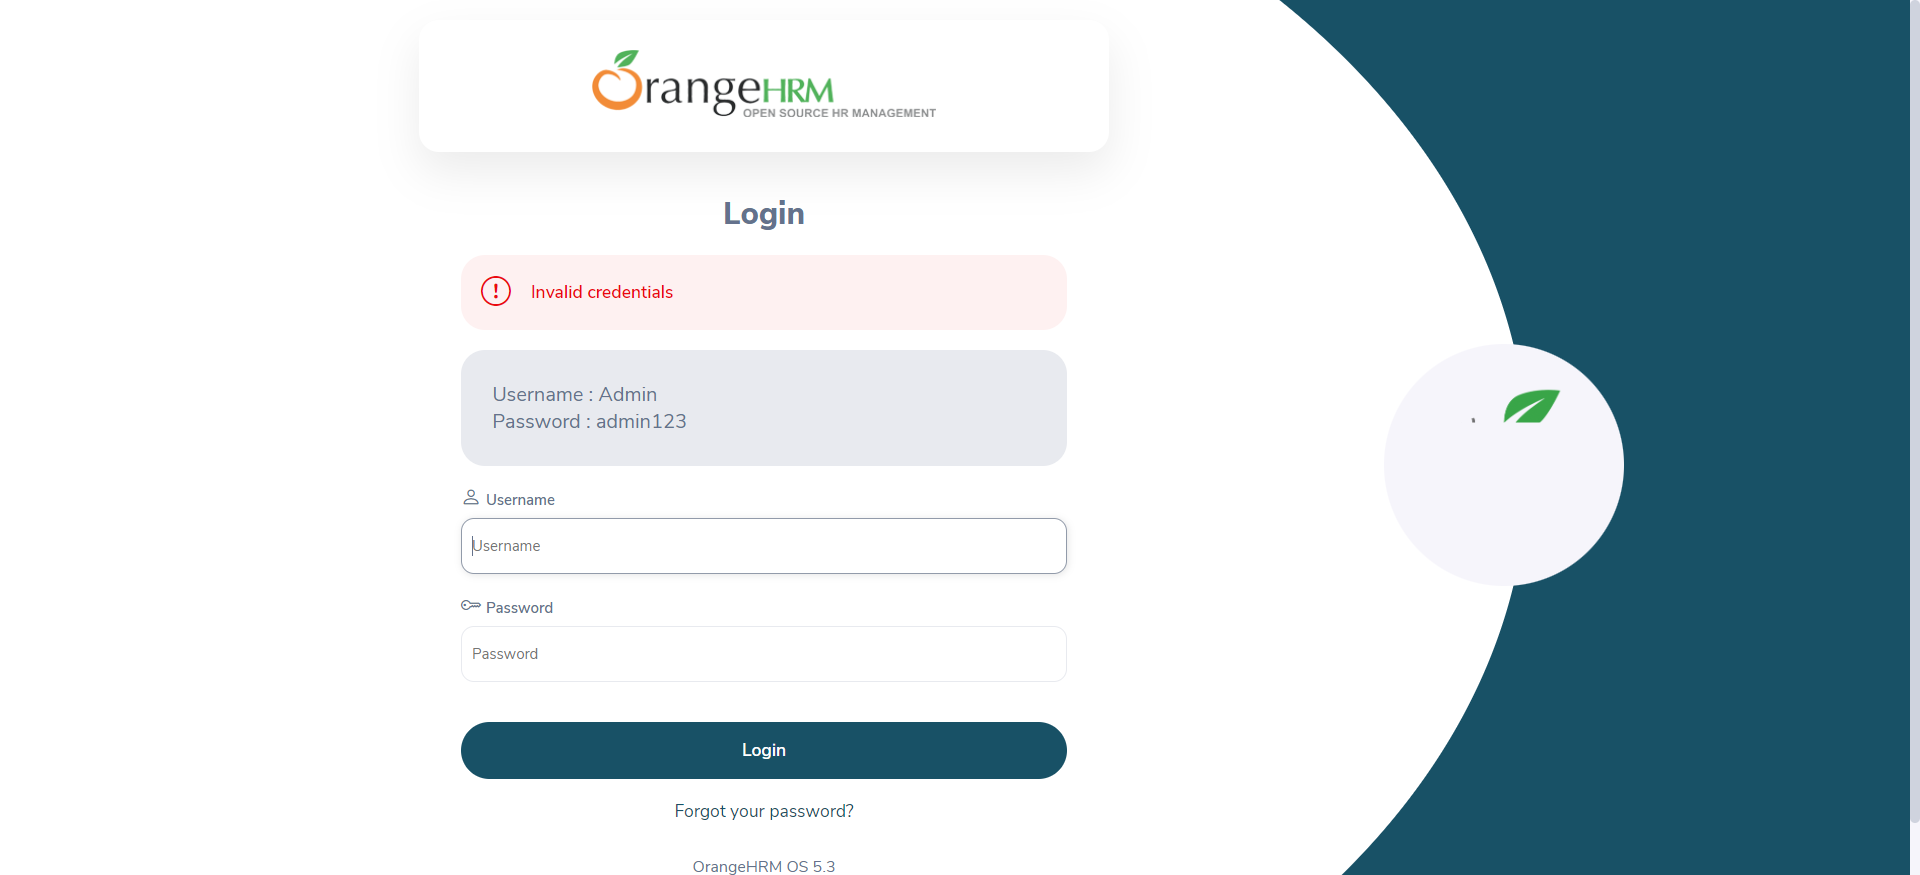 OrangeHRM
OPEN SOURCE HR MANAGEMENT
Login
Invalid credentials
Username : Admin
Password : admin123
Username
Username
Password
Password
Login
Forgot your password?
OrangeHRM OS 5.3